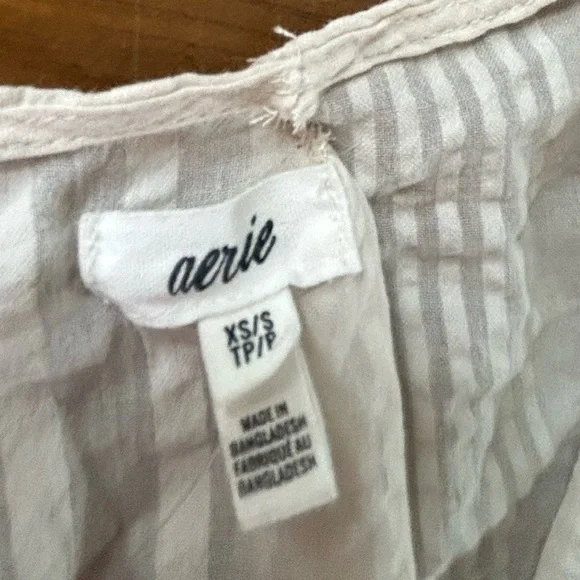 aerie
XS/S
TP/P
MADE IN
BANGLADESH
FABRIQUÉ AU
BANGLADESH